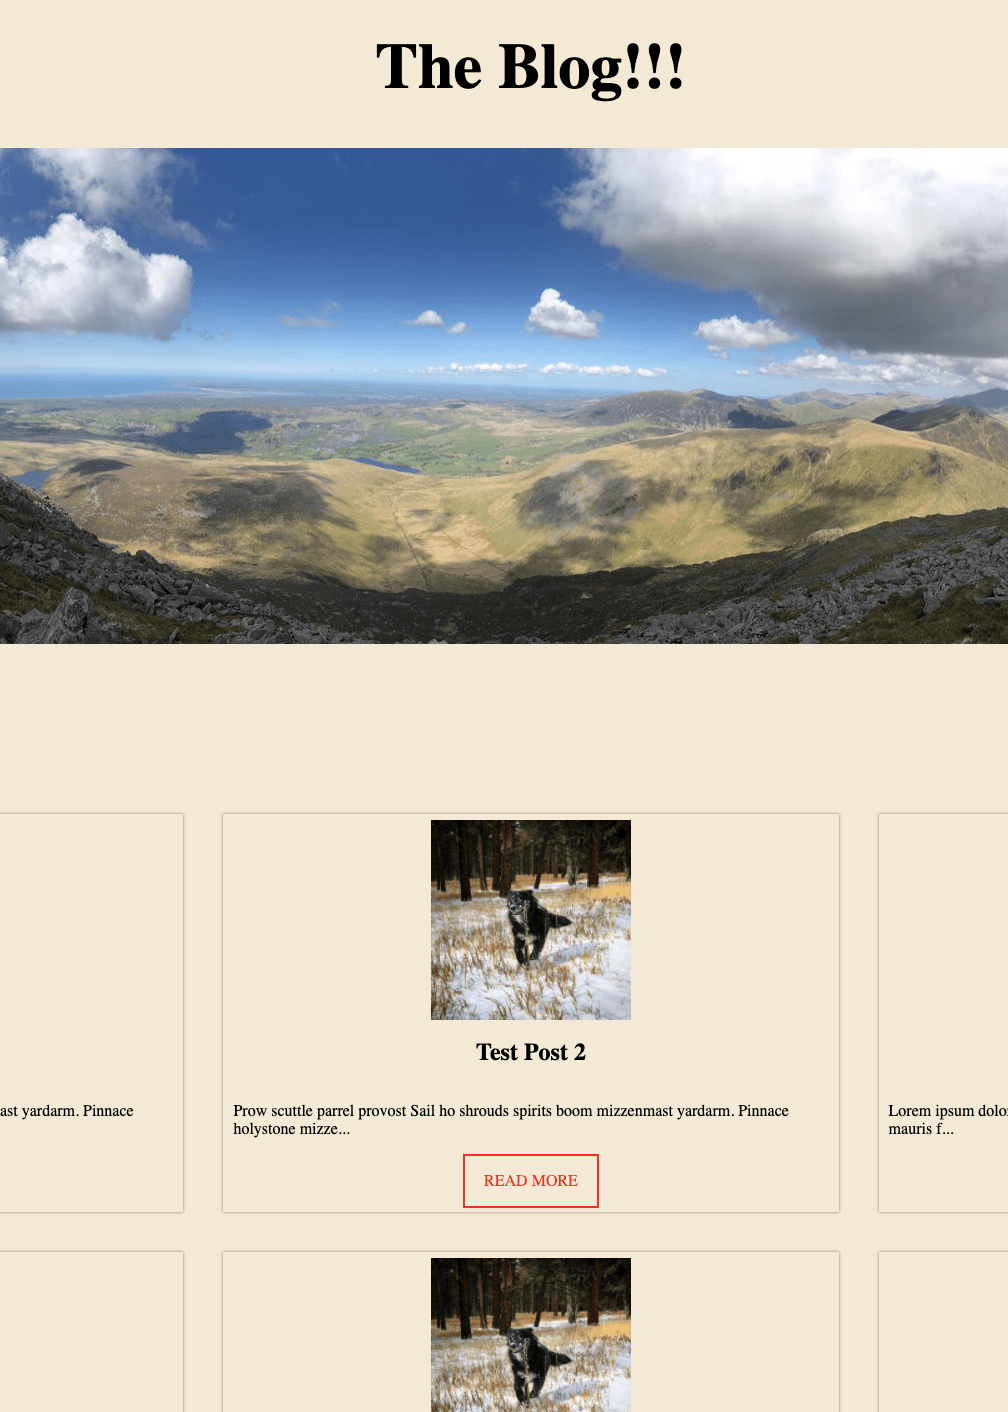 The Blog!!!
Test Post 2
ast yardarm. Pinnace
Prow scuttle parrel provost Sail ho shrouds spirits boom mizzenmast yardarm. Pinnace
holystone mizze...
Lorem ipsum dolo
mauris f...
READ MORE